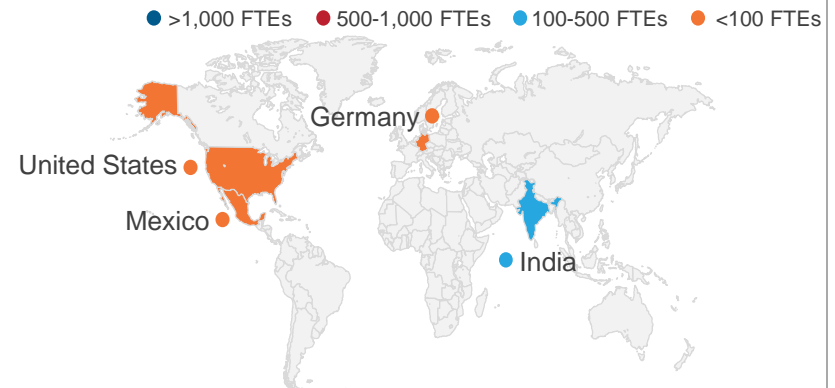 >1,000 FTEs 500-1,000 FTEs 100-500 FTEs <100 FTEs
Germany
United States
Mexico
India